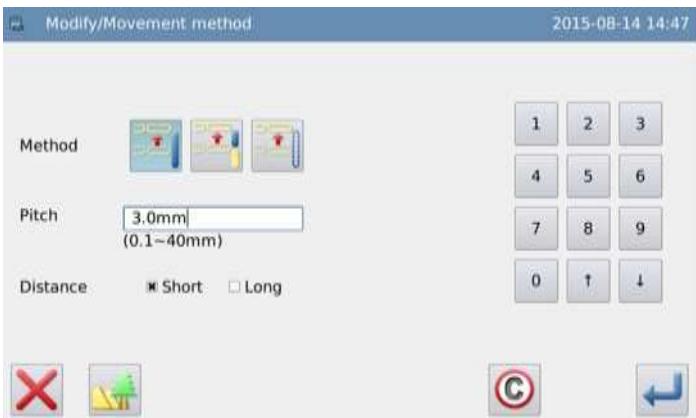 Modify/Movement method 2015-08-14 14:47
Method
1 2 3
4 5 6
Pitch 3.0mm
(0.1~40mm)
7 8 9
Distance Short Long
0 ↑ ↓
C